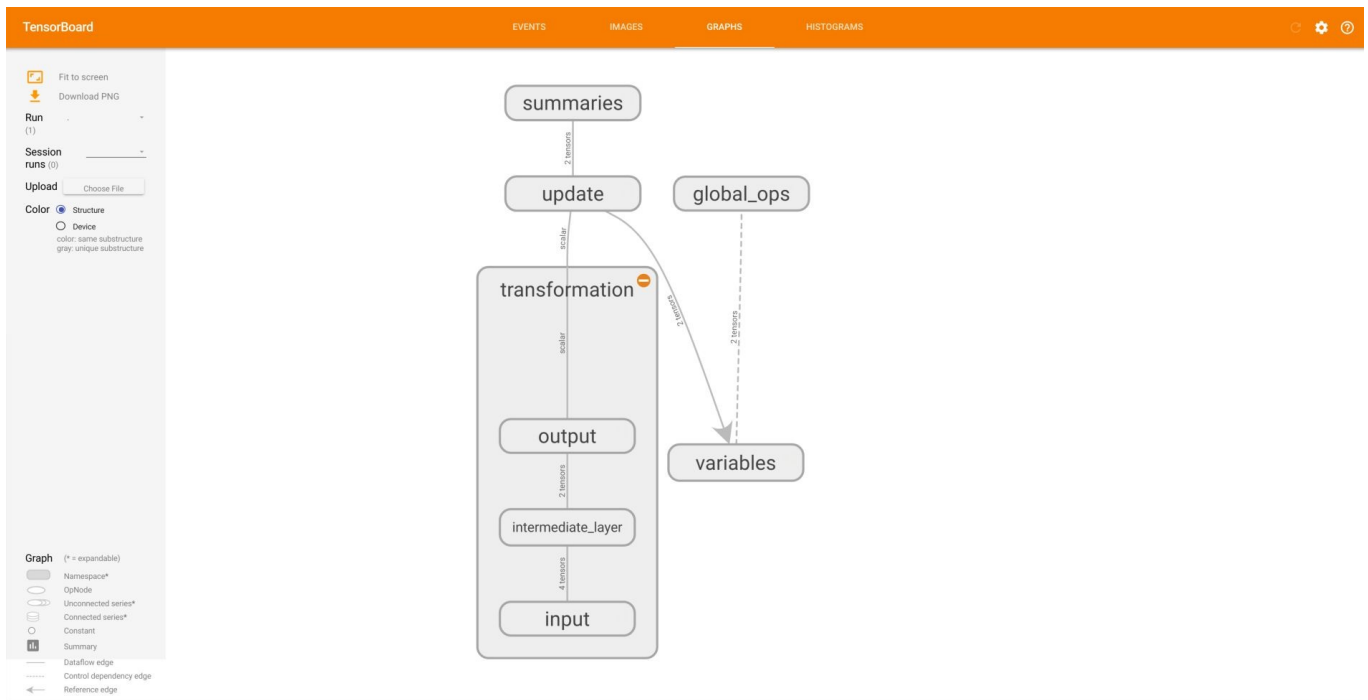 TensorBoard
EVENTS
IMAGES
GRAPHS
HISTOGRAMS
Fit to screen
Download PNG
Run .
(1)
Session
runs (0)
Upload Choose File
Color Structure
Device
color: same substructure
gray: unique substructure
Graph (* = expandable)
Namespace*
OpNode
Unconnected series*
Connected series*
Constant
Summary
Dataflow edge
Control dependency edge
Reference edge
summaries
2 tensors
update
global_ops
scalar
transformation
2 tensors
2 tensors
scalar
output
variables
2 tensors
intermediate_layer
4 tensors
input